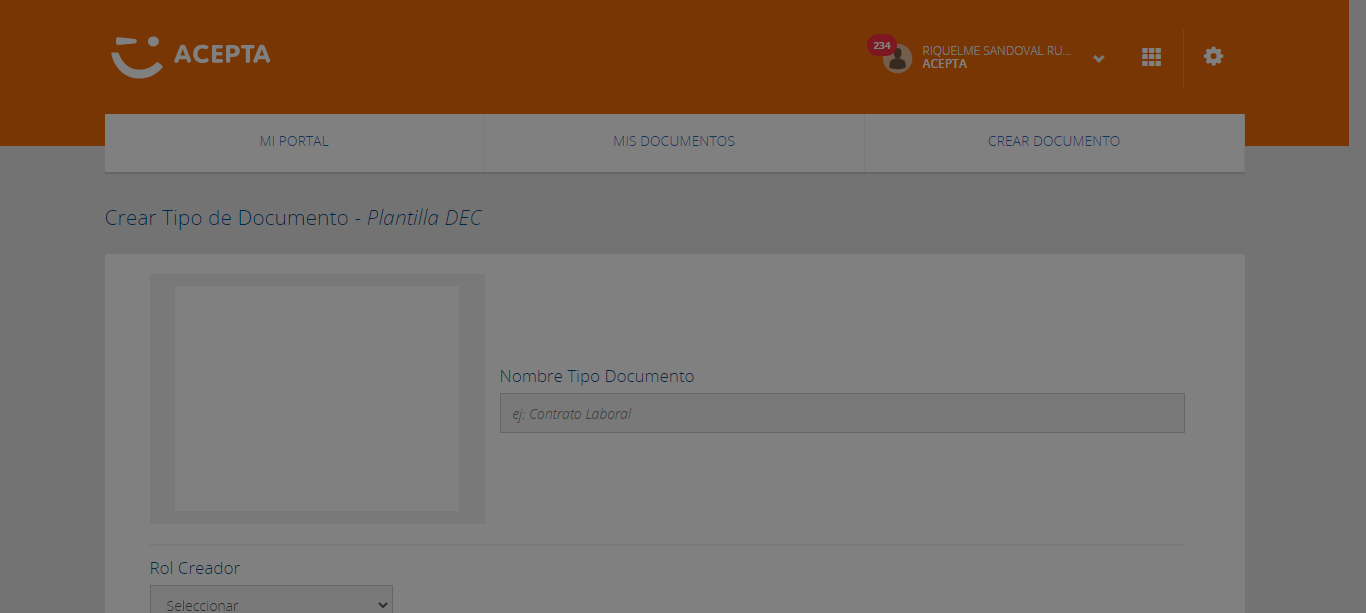 ACEPTA
234
RIQUELME SANDOVAL RU...
ACEPTA
MI PORTAL
MIS DOCUMENTOS
CREAR DOCUMENTO
Crear Tipo de Documento - Plantilla DEC
Nombre Tipo Documento
ej: Contrato Laboral
Rol Creador
Seleccionar